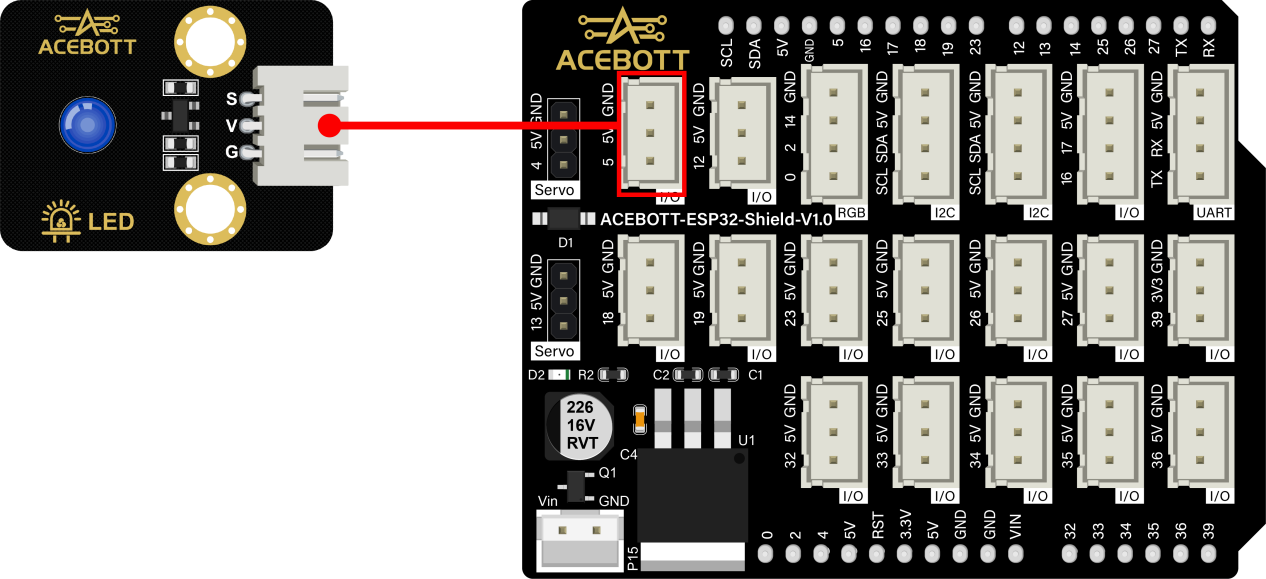 ACEBOTT
S
V
G
LED
ACEBOTT
SCL SDA 5V GND 5 16 17 18 19 23 12 13 14 25 26 27 TX RX
4 5V GND
Servo
5 5V GND
I/O
12 5V GND
I/O
0 2 14 GND
RGB
SCL SDA 5V GND
I2C
SCL SDA 5V GND
I2C
16 17 5V GND
I/O
TX RX 5V GND
UART
D1
ACEBOTT-ESP32-Shield-V1.0
13 5V GND
Servo
18 5V GND
I/O
19 5V GND
I/O
23 5V GND
I/O
25 5V GND
I/O
26 5V GND
I/O
27 5V GND
I/O
39 3V3 GND
I/O
D2
R2
C2
C1
226
16V
RVT
C4
U1
32 5V GND
I/O
33 5V GND
I/O
34 5V GND
I/O
35 5V GND
I/O
36 5V GND
I/O
Q1
Vin
GND
P15
0 2 4 5V RST 3.3V 5V GND GND VIN 32 33 34 35 36 39